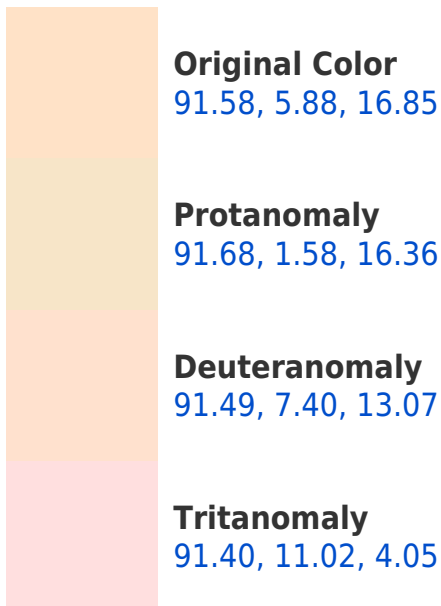 Original Color
91.58, 5.88, 16.85
Protanomaly
91.68, 1.58, 16.36
Deuteranomaly
91.49, 7.40, 13.07
Tritanomaly
91.40, 11.02, 4.05